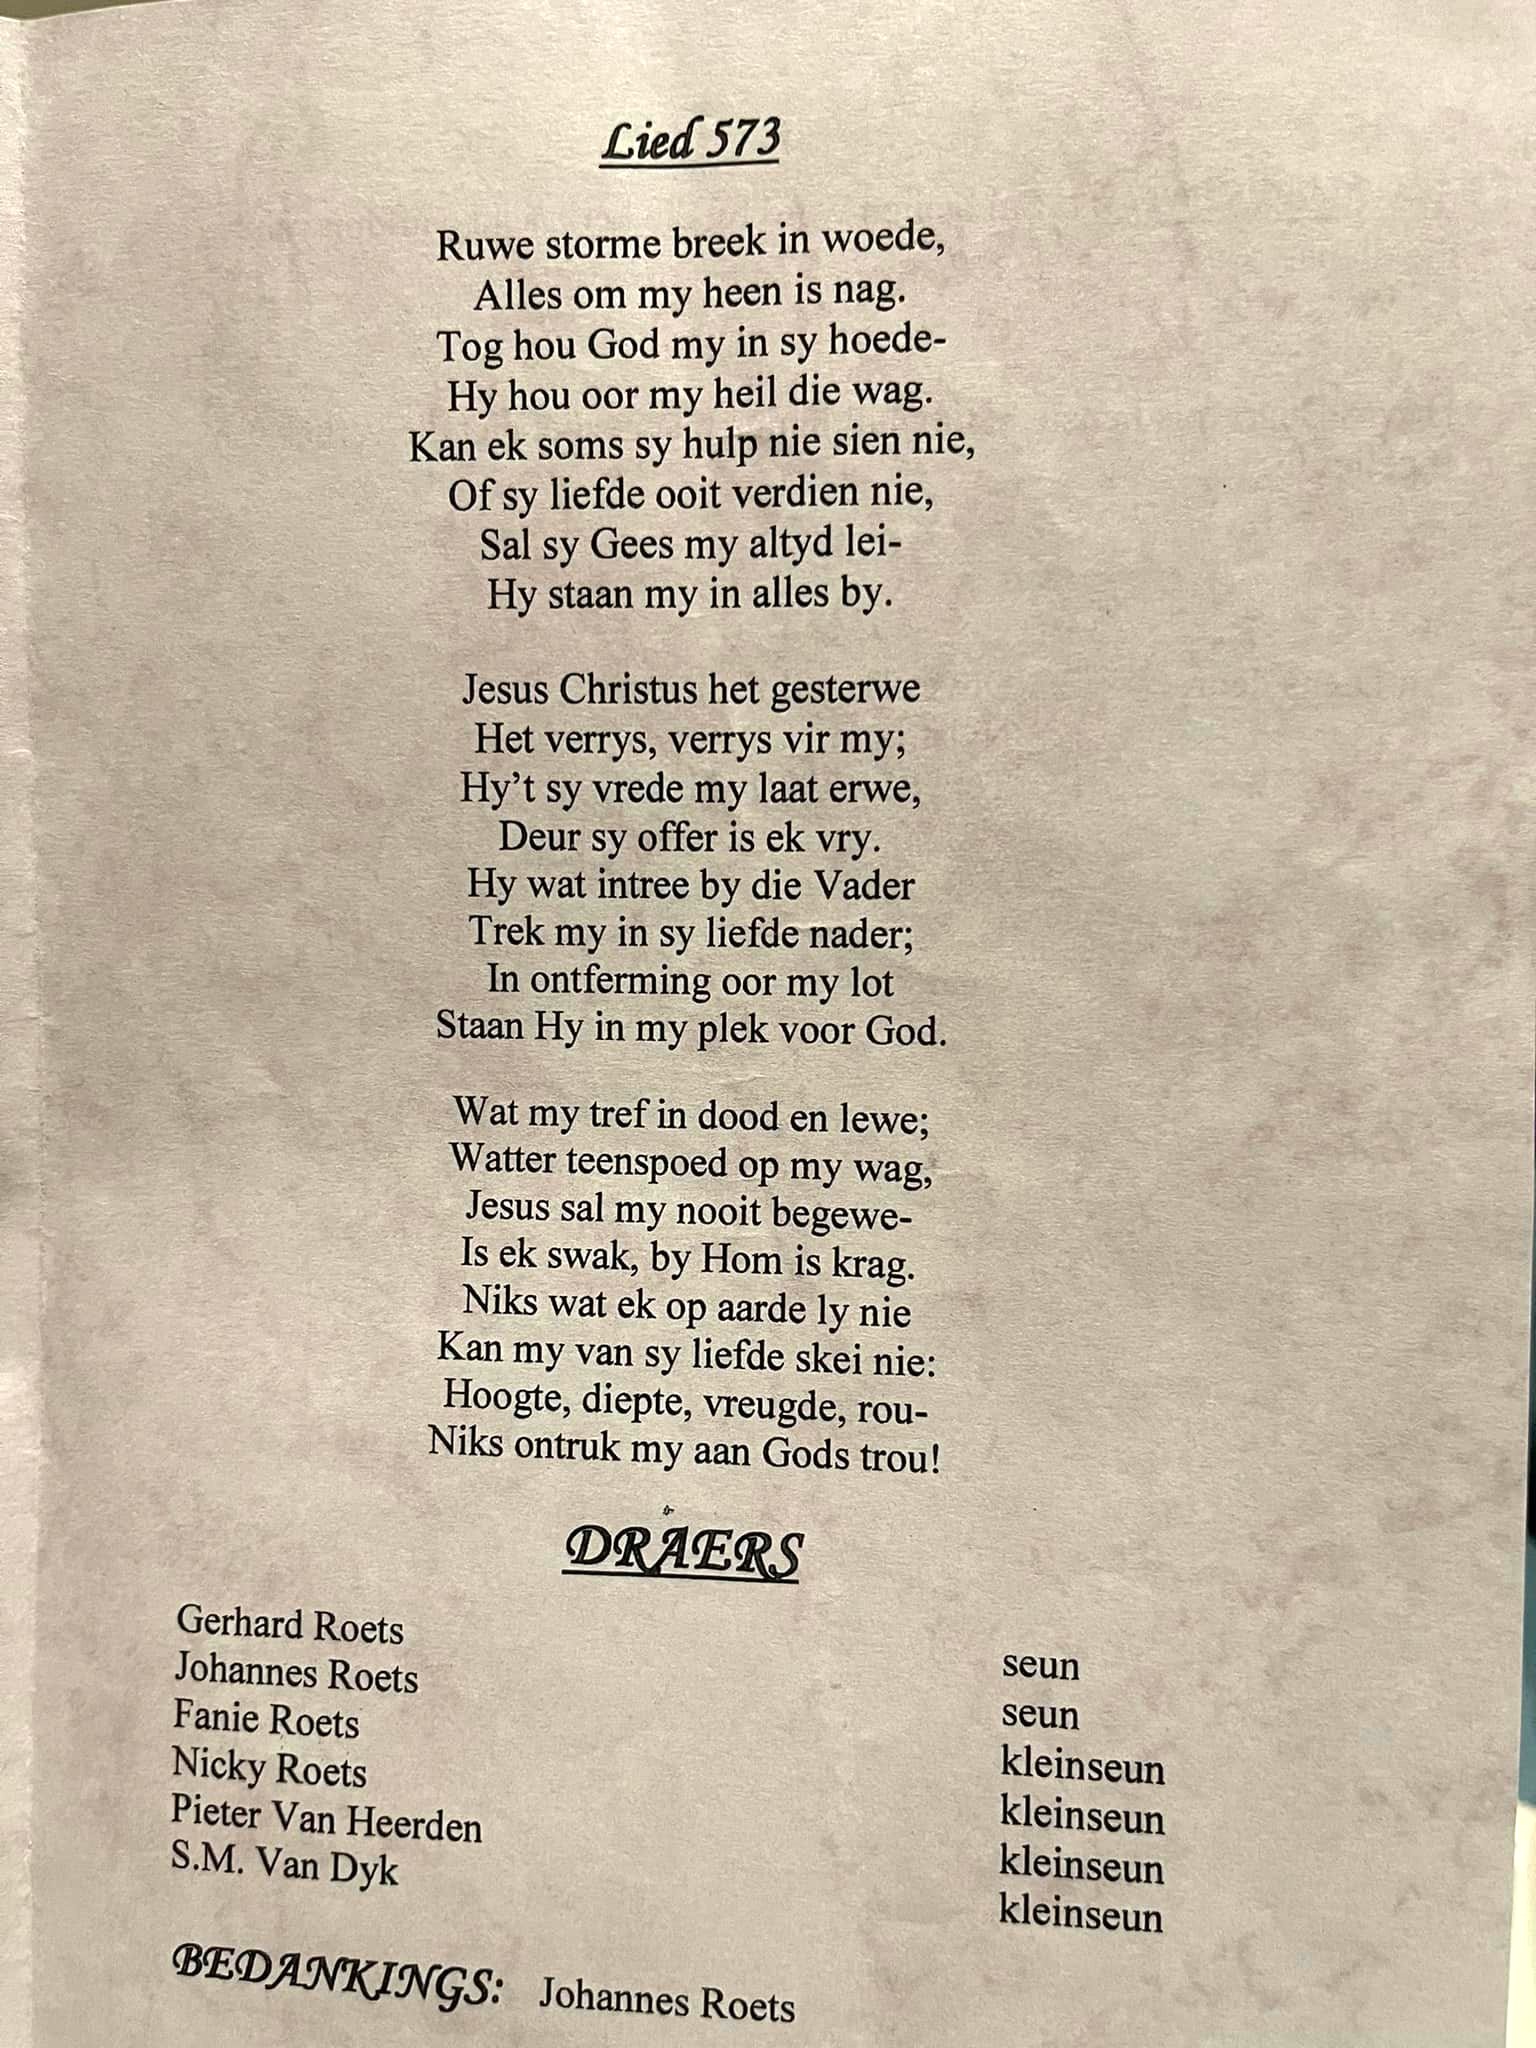 Lied 573
Ruwe storme breek in woede,
Alles om my heen is nag.
Tog hou God my in sy hoede-
Hy hou oor my heil die wag.
Kan ek soms sy hulp nie sien nie,
Of sy liefde ooit verdien nie,
Sal sy Gees my altyd lei-
Hy staan my in alles by.
Jesus Christus het gesterwe
Het verrys, verrys vir my;
Hy’t sy vrede my laat erwe,
Deur sy offer is ek vry.
Hy wat intree by die Vader
Trek my in sy liefde nader;
In ontferming oor my lot
Staan Hy in my plek voor God.
Wat my tref in dood en lewe;
Watter teenspoed op my wag,
Jesus sal my nooit begewe-
Is ek swak, by Hom is krag.
Niks wat ek op aarde ly nie
Kan my van sy liefde skei nie:
Hoogte, diepte, vreugde, rou-
Niks ontruk my aan Gods trou!
DRAERS
Gerhard Roets seun
Johannes Roets seun
Fanie Roets kleinseun
Nicky Roets kleinseun
Pieter Van Heerden kleinseun
S.M. Van Dyk kleinseun
BEDANKINGS: Johannes Roets